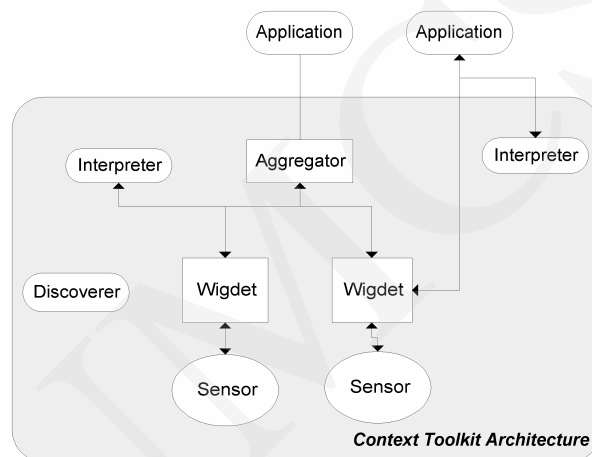 Application
Application
Interpreter
Aggregator
Interpreter
Discoverer
Wigdet
Wigdet
Sensor
Sensor
Context Toolkit Architecture